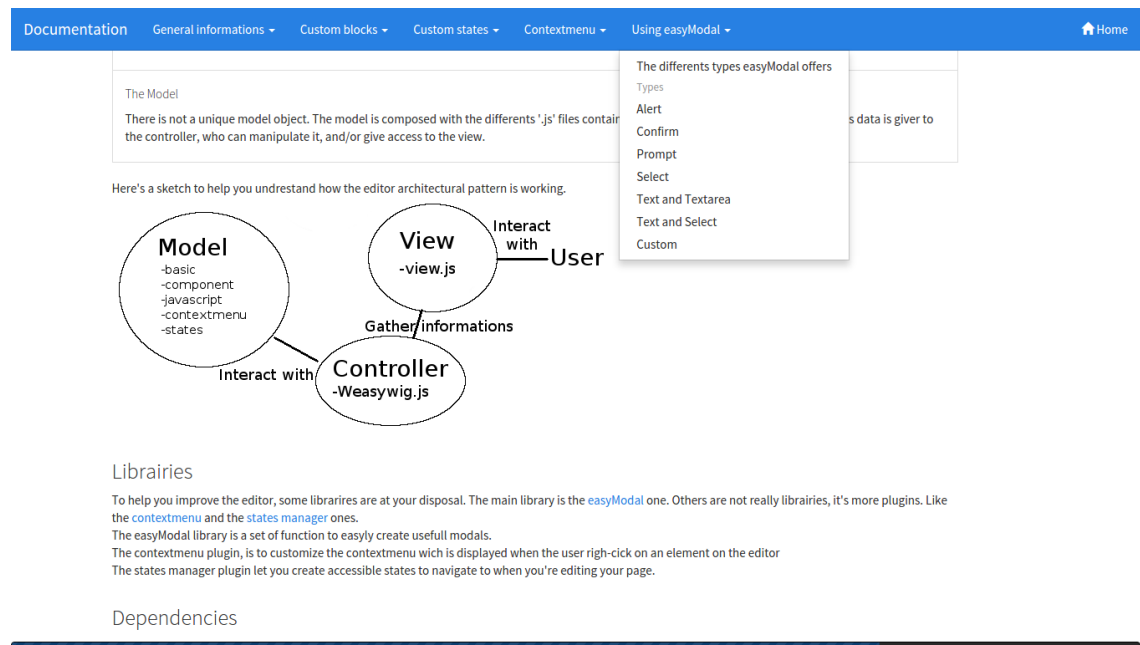 Documentation General informations Custom blocks Custom states Contextmenu Using easyModal Home
The differents types easyModal offers
Types
Alert
Confirm
Prompt
Select
Text and Textarea
Text and Select
Custom
The Model
There is not a unique model object. The model is composed with the differents '.js' files s data is giver to
the controller, who can manipulate it, and/or give access to the view.
Here's a sketch to help you undrestand how the editor architectural pattern is working.
Model
-basic
-component
-javascript
-contextmenu
-states
View
-view.js
Interact
with
User
Gather informations
Interact with
Controller
-Weasywig.js
Librairies
To help you improve the editor, some librarires are at your disposal. The main library is the easyModal one. Others are not really librairies, it's more plugins. Like
the contextmenu and the states manager ones.
The easyModal library is a set of function to easyly create usefull modals.
The contextmenu plugin, is to customize the contextmenu wich is displayed when the user righ-cick on an element on the editor
The states manager plugin let you create accessible states to navigate to when you're editing your page.
Dependencies